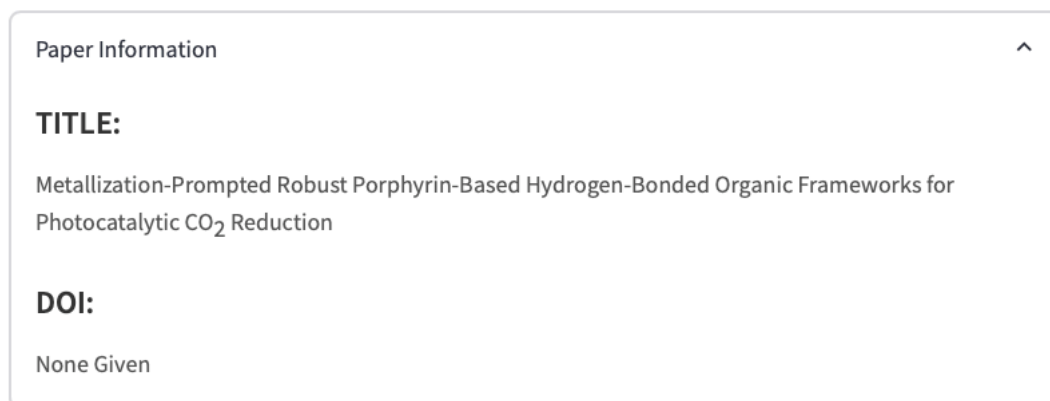 Paper Information
TITLE:
Metallization-Prompted Robust Porphyrin-Based Hydrogen-Bonded Organic Frameworks for
Photocatalytic CO2 Reduction
DOI:
None Given